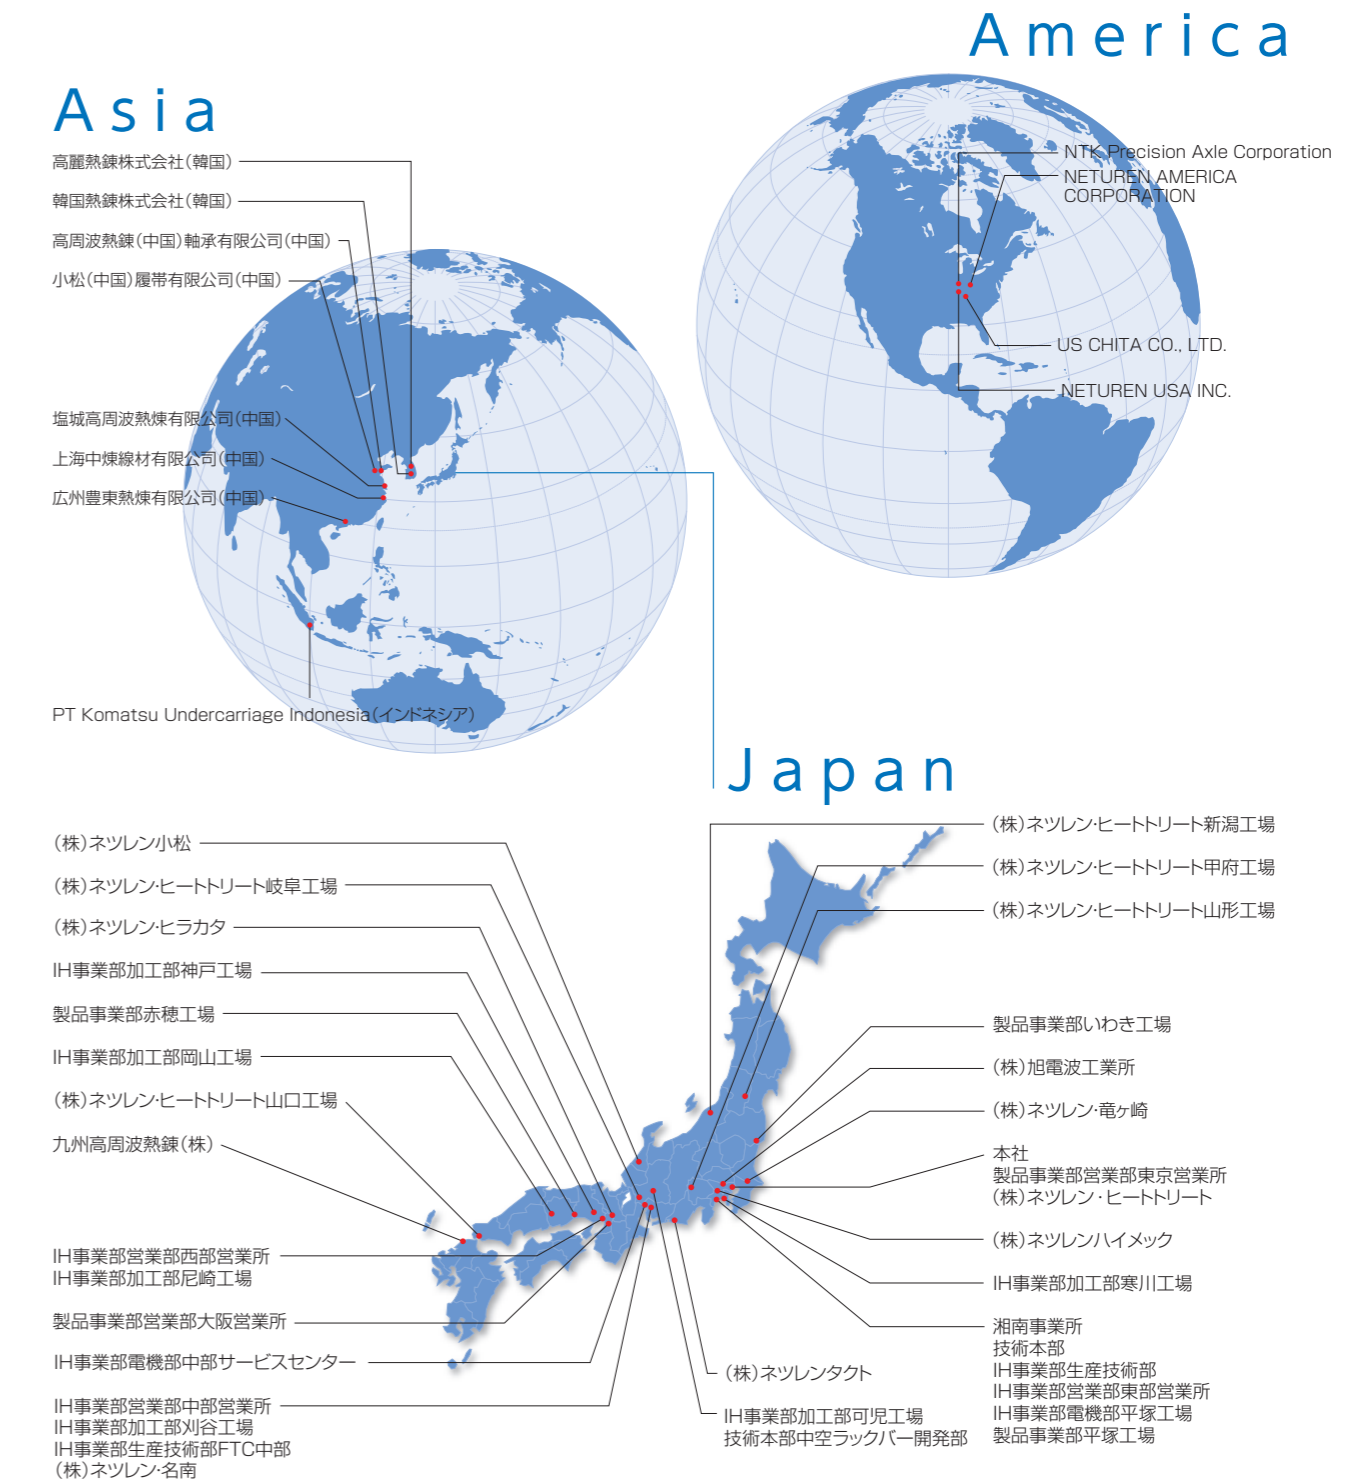 America
Asia
高麗熱錬株式会社(韓国)
韓国熱錬株式会社(韓国)
高周波熱錬(中国)軸承有限公司(中国)
小松(中国)履帯有限公司(中国)
塩城高周波熱煉有限公司(中国)
上海中煉線材有限公司(中国)
広州豊東熱煉有限公司(中国)
PT Komatsu Undercarriage Indonesia(インドネシア)
NTK Precision Axle Corporation
NETUREN AMERICA
CORPORATION
US CHITA CO., LTD.
NETUREN USA INC.
Japan
(株)ネツレン小松
(株)ネツレン・ヒートトリート岐阜工場
(株)ネツレン・ヒラカタ
IH事業部加工部神戸工場
製品事業部赤穂工場
IH事業部加工部岡山工場
(株)ネツレン・ヒートトリート山口工場
九州高周波熱錬(株)
IH事業部営業部西部営業所
IH事業部加工部尼崎工場
製品事業部営業部大阪営業所
IH事業部電機部中部サービスセンター
IH事業部営業部中部営業所
IH事業部加工部刈谷工場
IH事業部生産技術部FTC中部
(株)ネツレン・名南
(株)ネツレンタクト
IH事業部加工部可児工場
技術本部中空ラックバー開発部
(株)ネツレン・ヒートトリート新潟工場
(株)ネツレン・ヒートトリート甲府工場
(株)ネツレン・ヒートトリート山形工場
製品事業部いわき工場
(株)旭電波工業所
(株)ネツレン・竜ヶ崎
本社
製品事業部営業部東京営業所
(株)ネツレン・ヒートトリート
(株)ネツレンハイメック
IH事業部加工部寒川工場
湘南事業所
技術本部
IH事業部生産技術部
IH事業部営業部東部営業所
IH事業部電機部平塚工場
製品事業部平塚工場